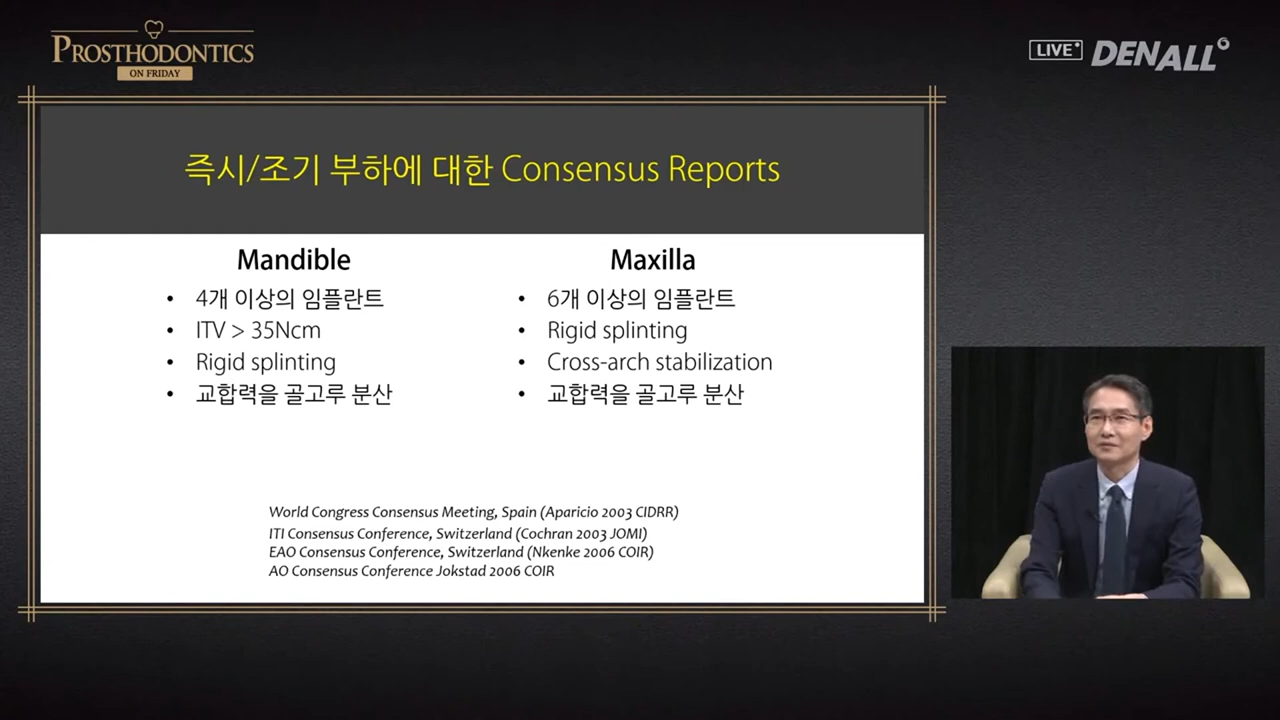 PROSTHODONTICS
ON FRIDAY
LIVE
DENALL
즉시/조기 부하에 대한 Consensus Reports
Mandible
• 4개 이상의 임플란트
• ITV > 35Ncm
• Rigid splinting
• 교합력을 골고루 분산
Maxilla
• 6개 이상의 임플란트
• Rigid splinting
• Cross-arch stabilization
• 교합력을 골고루 분산
World Congress Consensus Meeting, Spain (Aparicio 2003 CIDRR)
ITI Consensus Conference, Switzerland (Cochran 2003 JOMI)
EAO Consensus Conference, Switzerland (Nkenke 2006 COIR)
AO Consensus Conference Jokstad 2006 COIR